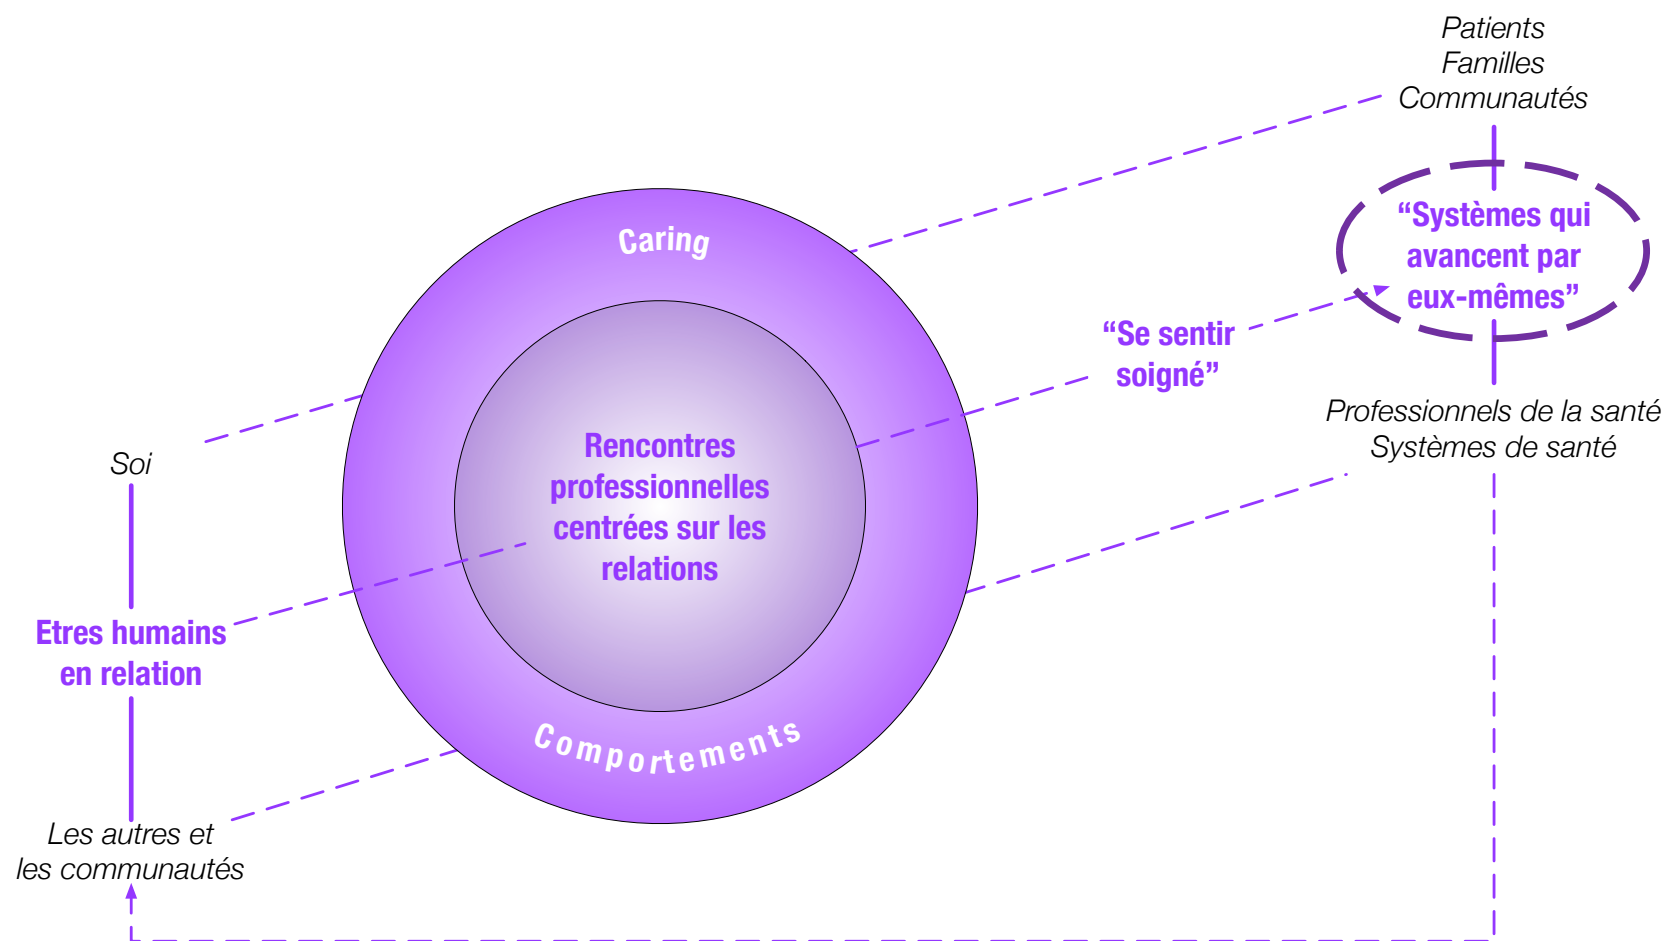 Patients
Familles
Communautés
Caring
“Systèmes qui
avancent par
eux-mêmes”
“Se sentir
soigné”
Professionnels de la santé
Systèmes de santé
Rencontres
professionnelles
centrées sur les
relations
Soi
Etres humains
en relation
Comportements
Les autres et
les communautés